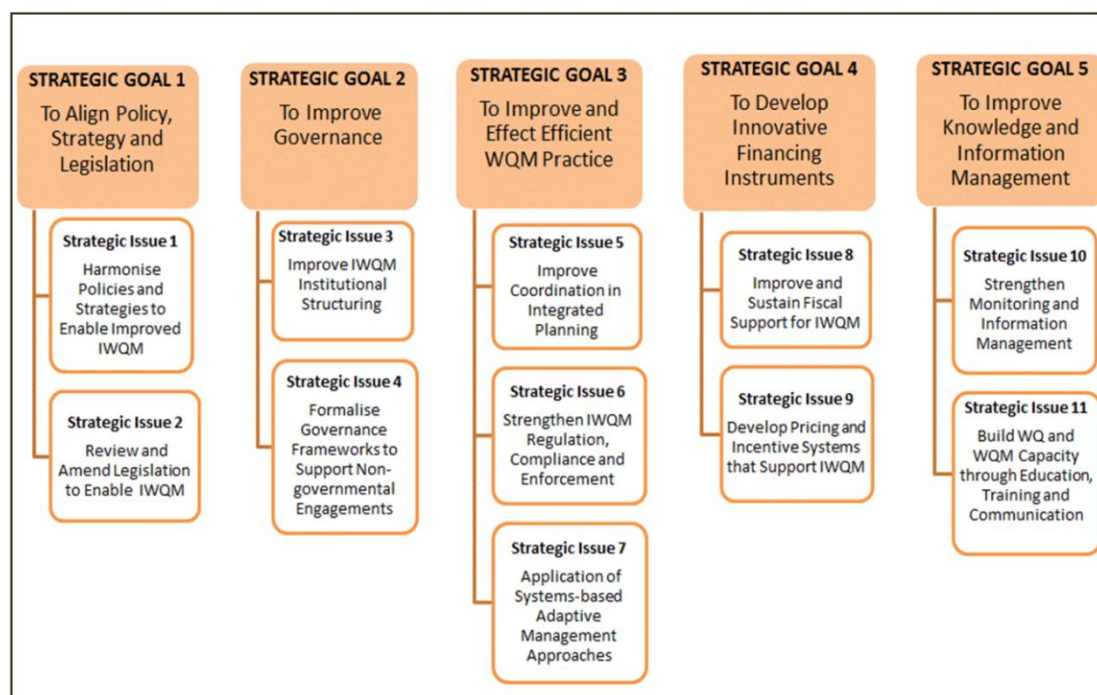 STRATEGIC GOAL 1
To Align Policy,
Strategy and
Legislation
Strategic Issue 1
Harmonise
Policies and
Strategies to
Enable Improved
IWQM
Strategic Issue 2
Review and
Amend Legislation
to Enable IWQM
STRATEGIC GOAL 2
To Improve
Governance
Strategic Issue 3
Improve IWQM
Institutional
Structuring
Strategic Issue 4
Formalise
Governance
Frameworks to
Support Non-
governmental
Engagements
STRATEGIC GOAL 3
To Improve and
Effect Efficient
WQM Practice
Strategic Issue 5
Improve
Coordination in
Integrated
Planning
Strategic Issue 6
Strengthen IWQM
Regulation,
Compliance and
Enforcement
Strategic Issue 7
Application of
Systems-based
Adaptive
Management
Approaches
STRATEGIC GOAL 4
To Develop
Innovative
Financing
Instruments
Strategic Issue 8
Improve and
Sustain Fiscal
Support for IWQM
Strategic Issue 9
Develop Pricing and
Incentive Systems
that Support IWQM
STRATEGIC GOAL 5
To Improve
Knowledge and
Information
Management
Strategic Issue 10
Strengthen
Monitoring and
Information
Management
Strategic Issue 11
Build WQ and
WQM Capacity
through Education,
Training and
Communication